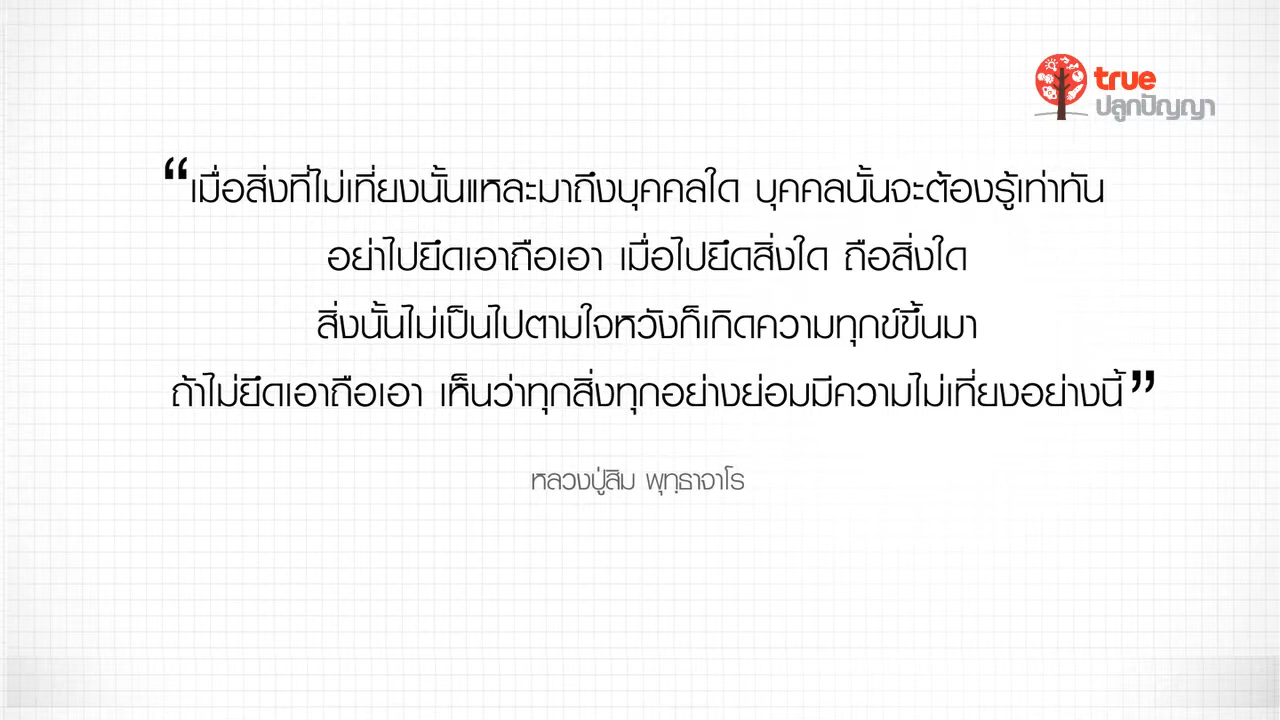 true
ปลูกปัญญา
“เมื่อสิ่งที่ไม่เที่ยงนั้นแหละมาถึงบุคคลใด บุคคลนั้นจะต้องรู้เท่าทัน
อย่าไปยึดเอาถือเอา เมื่อไปยึดสิ่งใด ถือสิ่งใด
สิ่งนั้นไม่เป็นไปตามใจหวังก็เกิดความทุกข์ขึ้นมา
ถ้าไม่ยึดเอาถือเอา เห็นว่าทุกสิ่งทุกอย่างย่อมมีความไม่เที่ยงอย่างนี้”
หลวงปู่สิม พุทฺธาจาโร